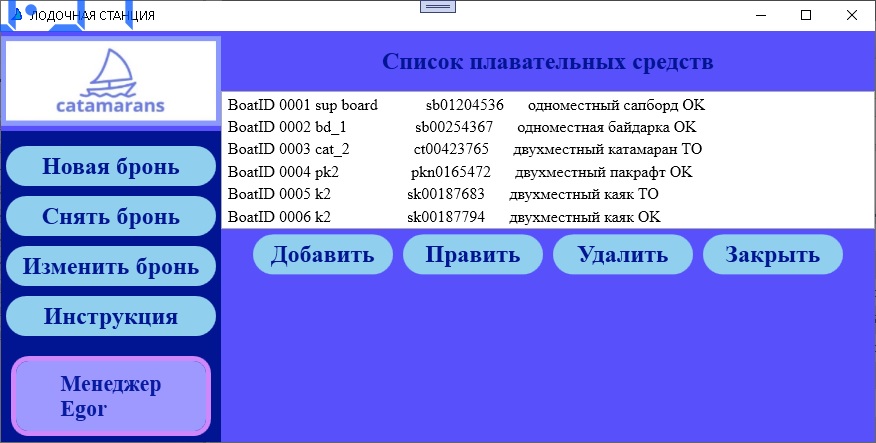 ЛОДОЧНАЯ СТАНЦИЯ
catamarans
Новая бронь
Снять бронь
Изменить бронь
Инструкция
Менеджер
Egor
Список плавательных средств
BoatID 0001 sup board sb01204536 одноместный сапборд OK
BoatID 0002 bd_1 sb00254367 одноместная байдарка OK
BoatID 0003 cat_2 ct00423765 двухместный катамаран ТО
BoatID 0004 pk2 pkn0165472 двухместный пакрафт OK
BoatID 0005 k2 sk00187683 двухместный каяк ТО
BoatID 0006 k2 sk00187794 двухместный каяк OK
Добавить Править Удалить Закрыть